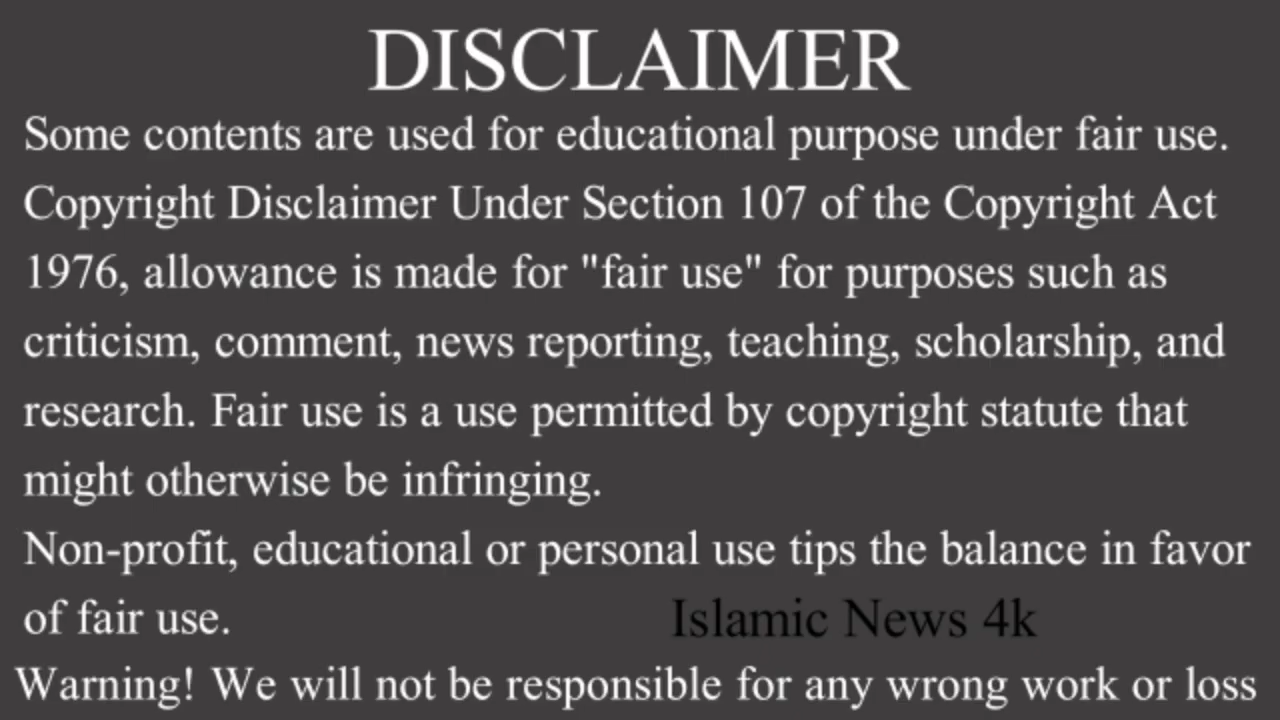 DISCLAIMER
Some contents are used for educational purpose under fair use.
Copyright Disclaimer Under Section 107 of the Copyright Act
1976, allowance is made for "fair use" for purposes such as
criticism, comment, news reporting, teaching, scholarship, and
research. Fair use is a use permitted by copyright statute that
might otherwise be infringing.
Non-profit, educational or personal use tips the balance in favor
of fair use. Islamic News 4k
Warning! We will not be responsible for any wrong work or loss